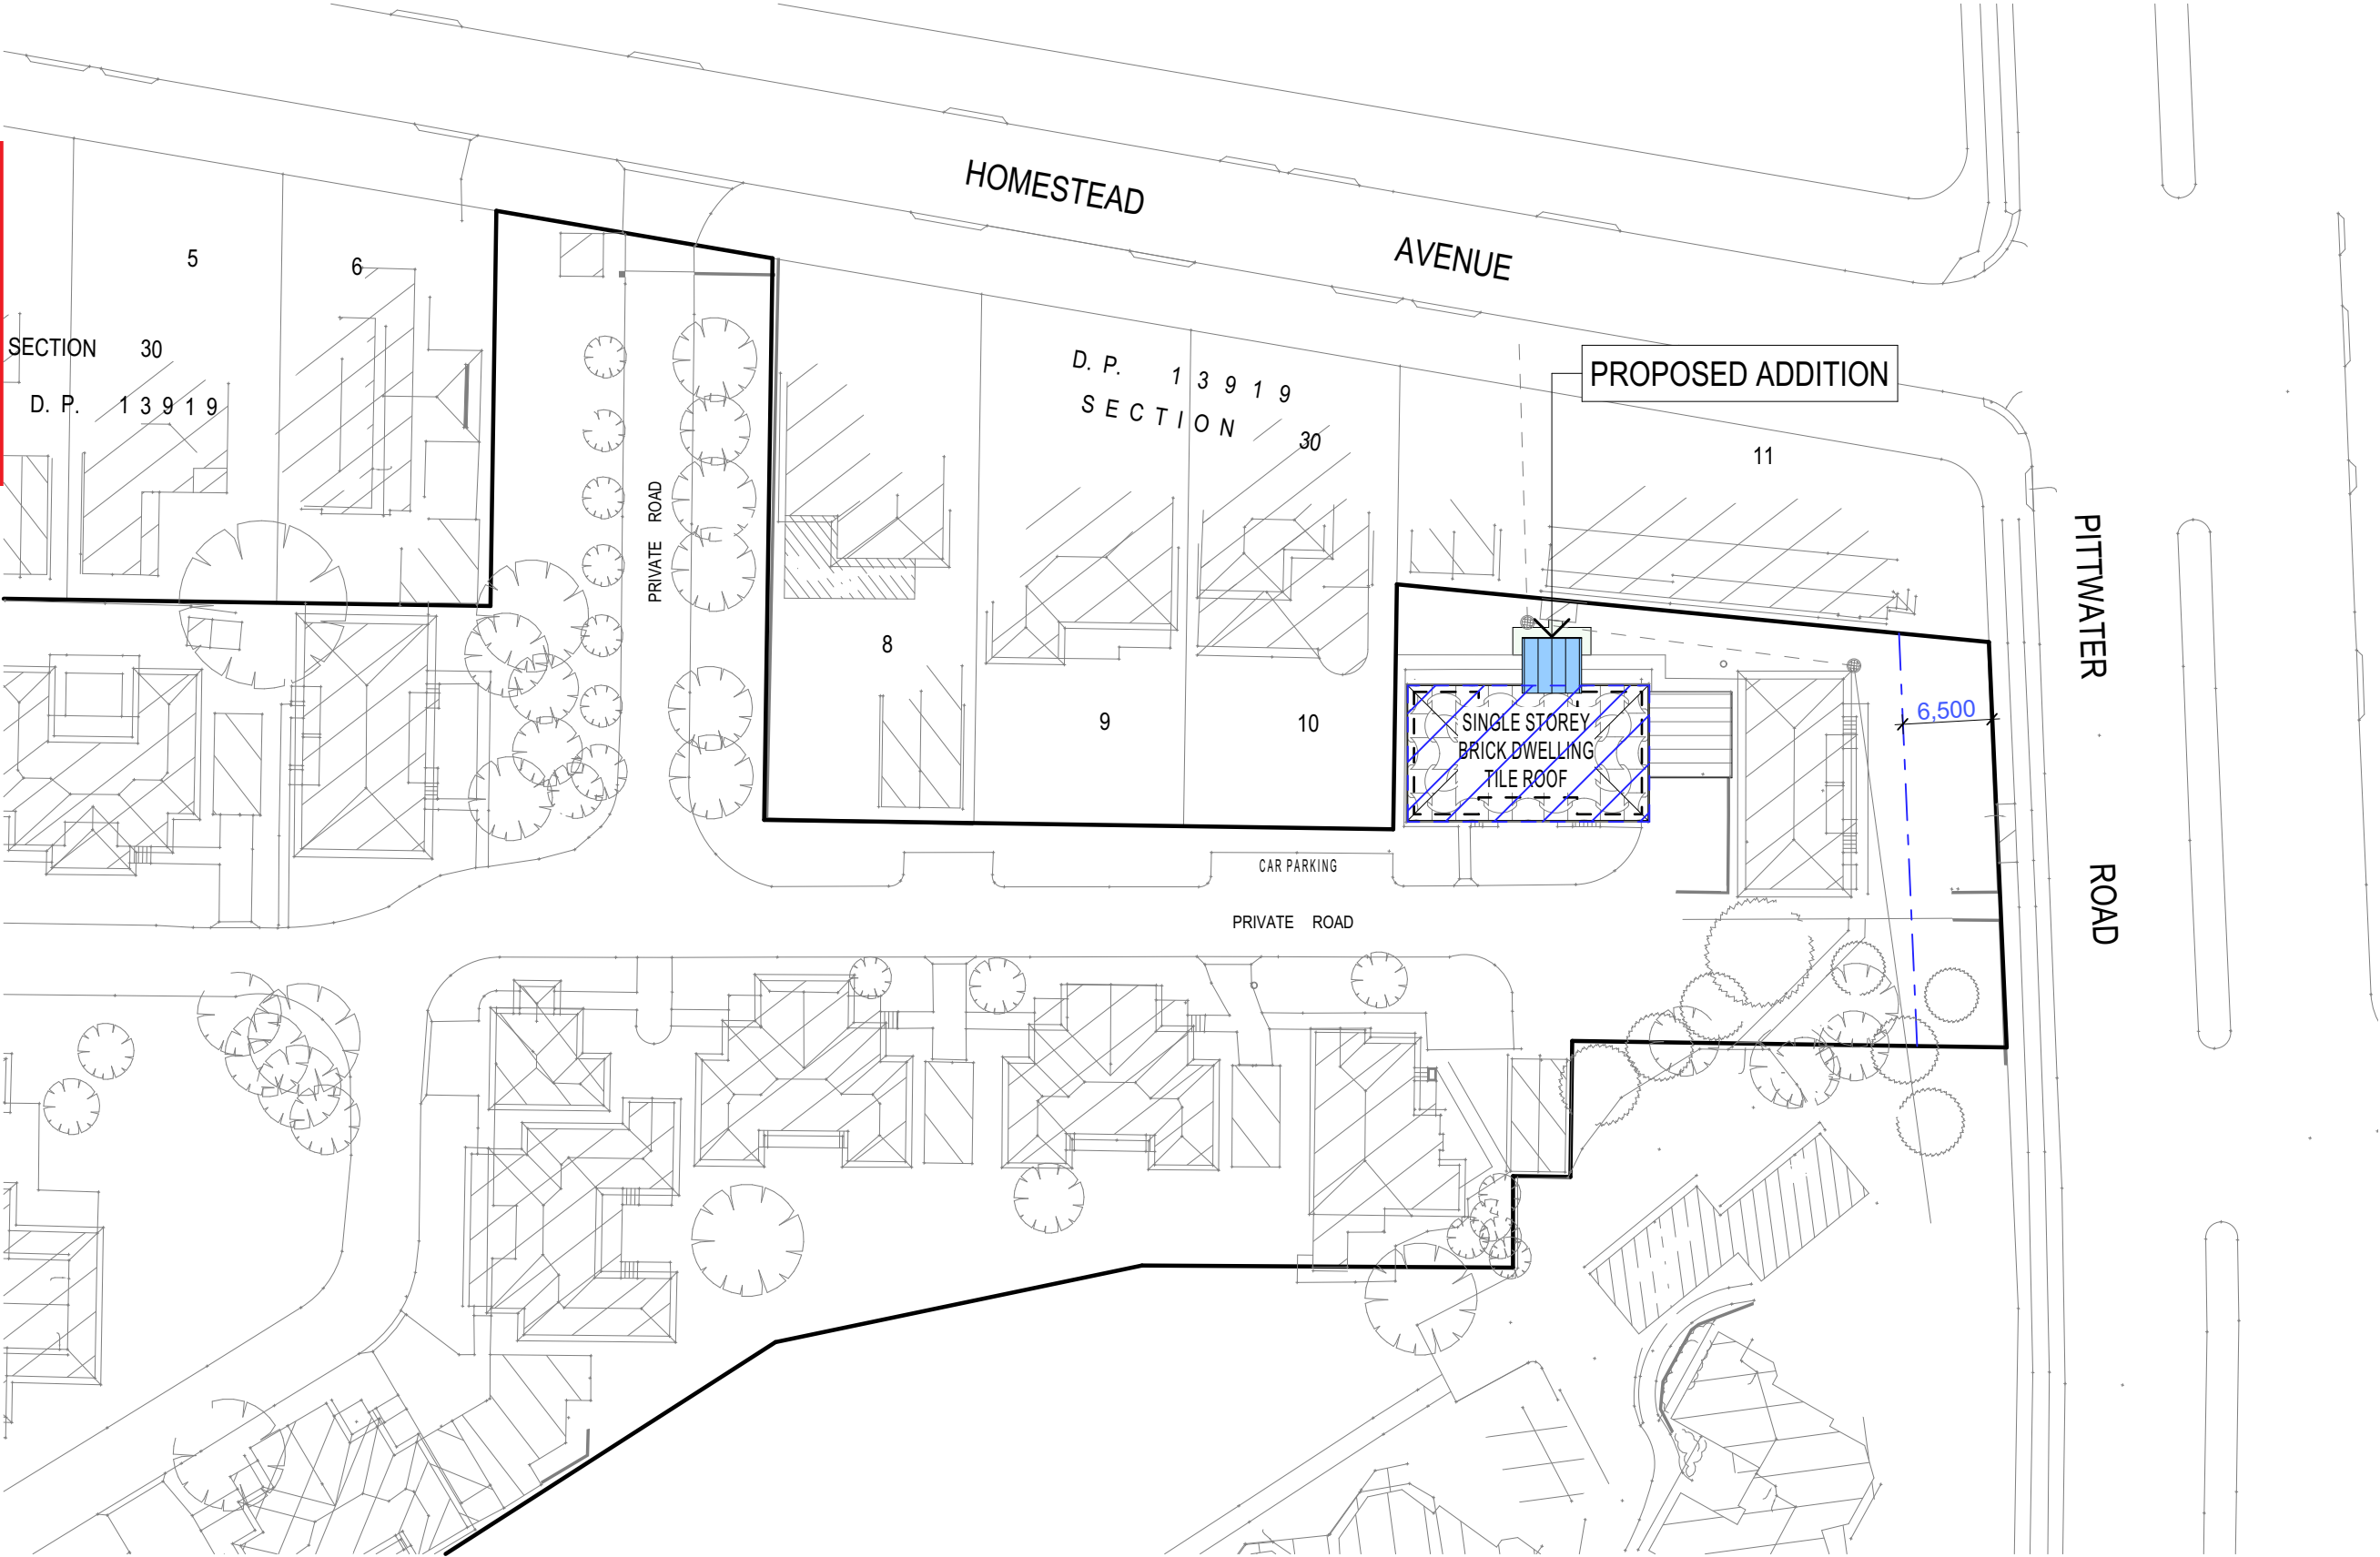 HOMESTEAD
AVENUE
5
6
SECTION 30
D. P. 1 3 9 1 9
D. P. 1 3 9 1 9
S E C T I O N 30
PROPOSED ADDITION
11
PITTWATER
ROAD
PRIVATE ROAD
8
9
10
SINGLE STOREY
BRICK DWELLING
TILE ROOF
6,500
CAR PARKING
PRIVATE ROAD